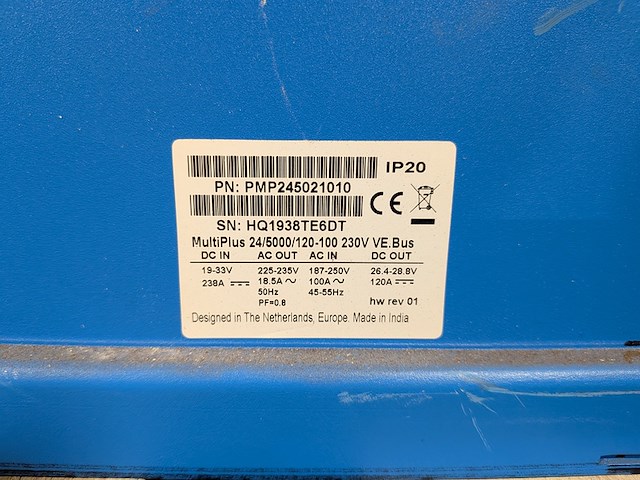 IP20
PN: PMP245021010
CE
SN: HQ1938TE6DT
MultiPlus 24/5000/120-100 230V VE.Bus
DC IN AC OUT AC IN DC OUT
19-33V 225-235V 187-250V 26.4-28.8V
238A ⎓ 18.5A ~ 100A ~ 120A ⎓
50Hz 45-55Hz
PF=0.8 hw rev 01
Designed in The Netherlands, Europe. Made in India